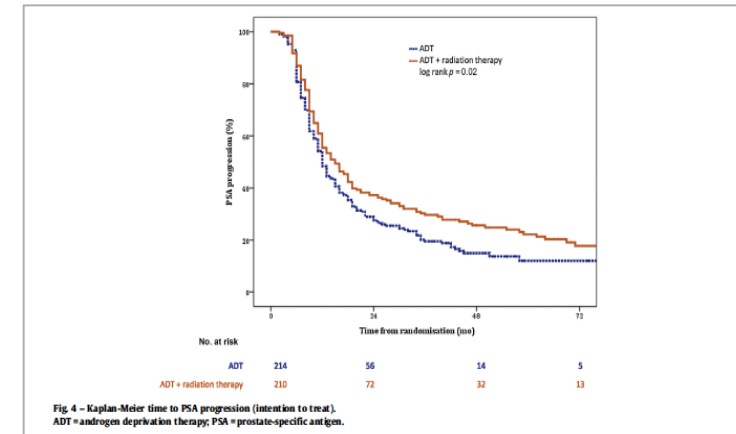 100
80
60
40
20
0
PSA progression (%)
ADT
ADT + radiation therapy
log rank p = 0.02
0 24 48 72
Time from randomisation (mo)
No. at risk
ADT 214 56 14 5
ADT + radiation therapy 210 72 32 13
Fig. 4 – Kaplan-Meier time to PSA progression (intention to treat).
ADT = androgen deprivation therapy; PSA = prostate-specific antigen.